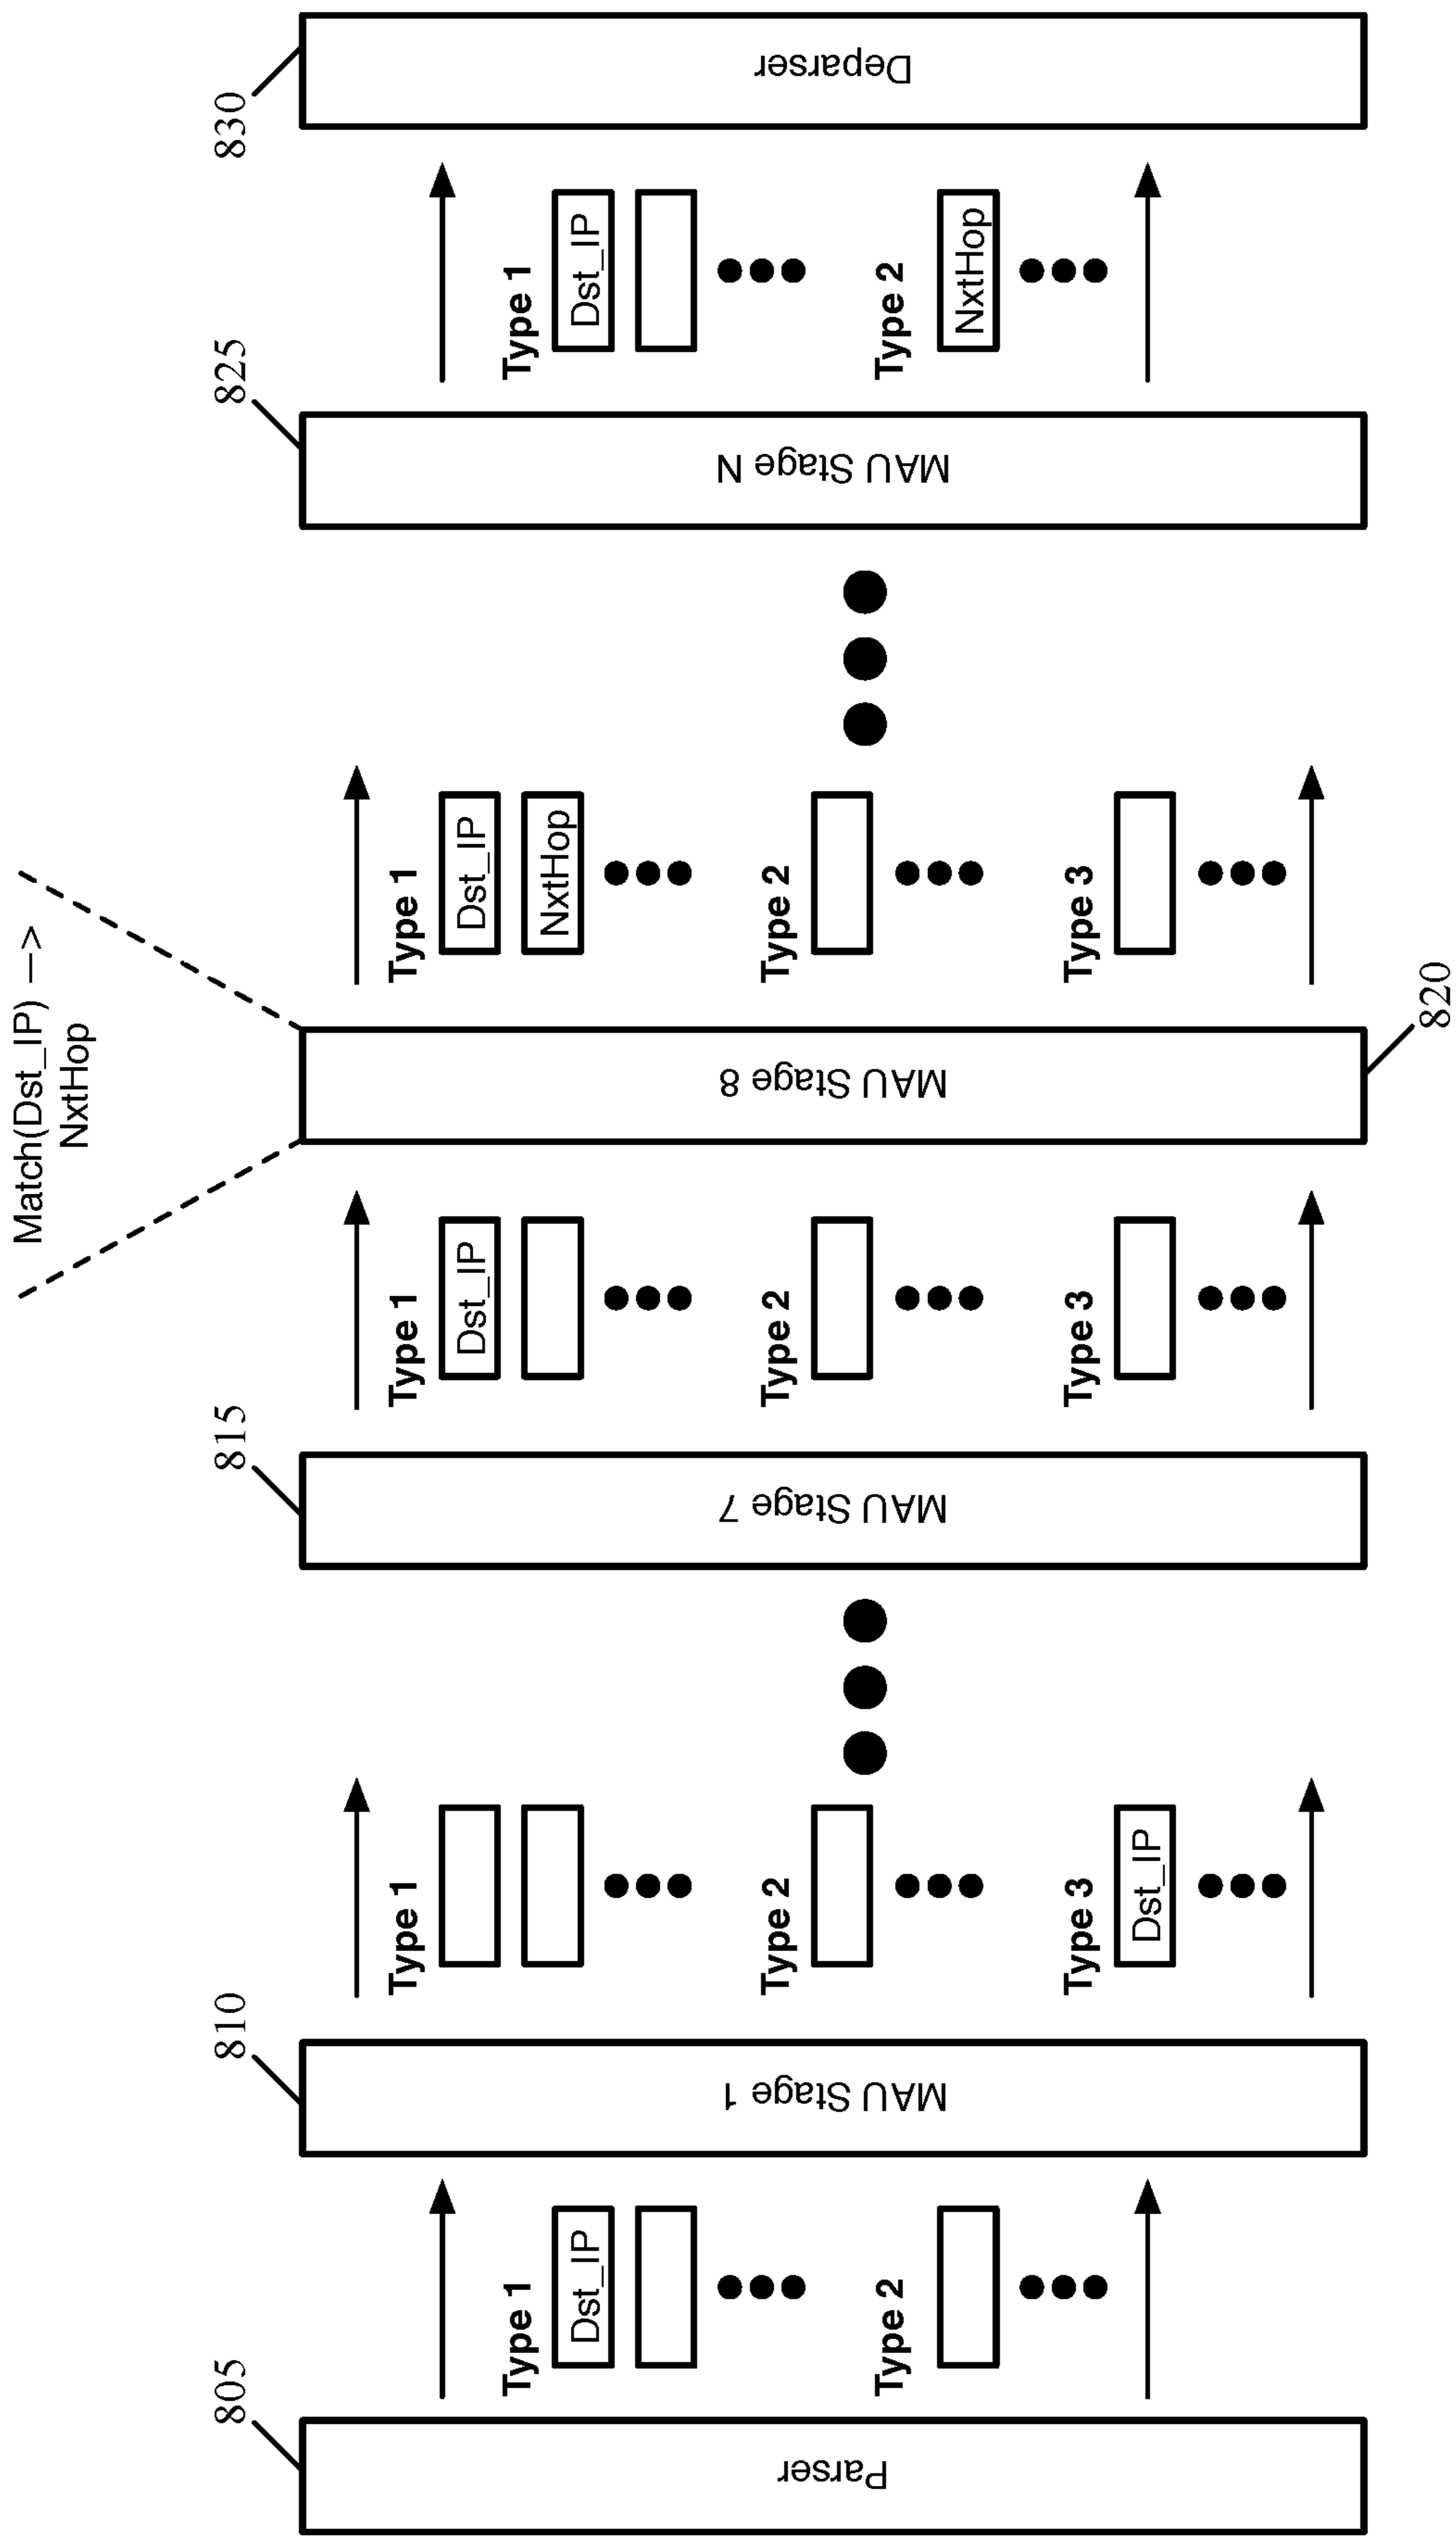 Match(Dst_IP) —>
NxtHop
805
Parser
Type 1
Dst_IP
Type 2
810
MAU Stage 1
Type 1
Type 2
Type 3
Dst_IP
815
MAU Stage 7
Type 1
Dst_IP
Type 2
Type 3
MAU Stage 8
820
Type 1
Dst_IP
NxtHop
Type 2
Type 3
825
MAU Stage N
Type 1
Dst_IP
Type 2
NxtHop
830
Deparser